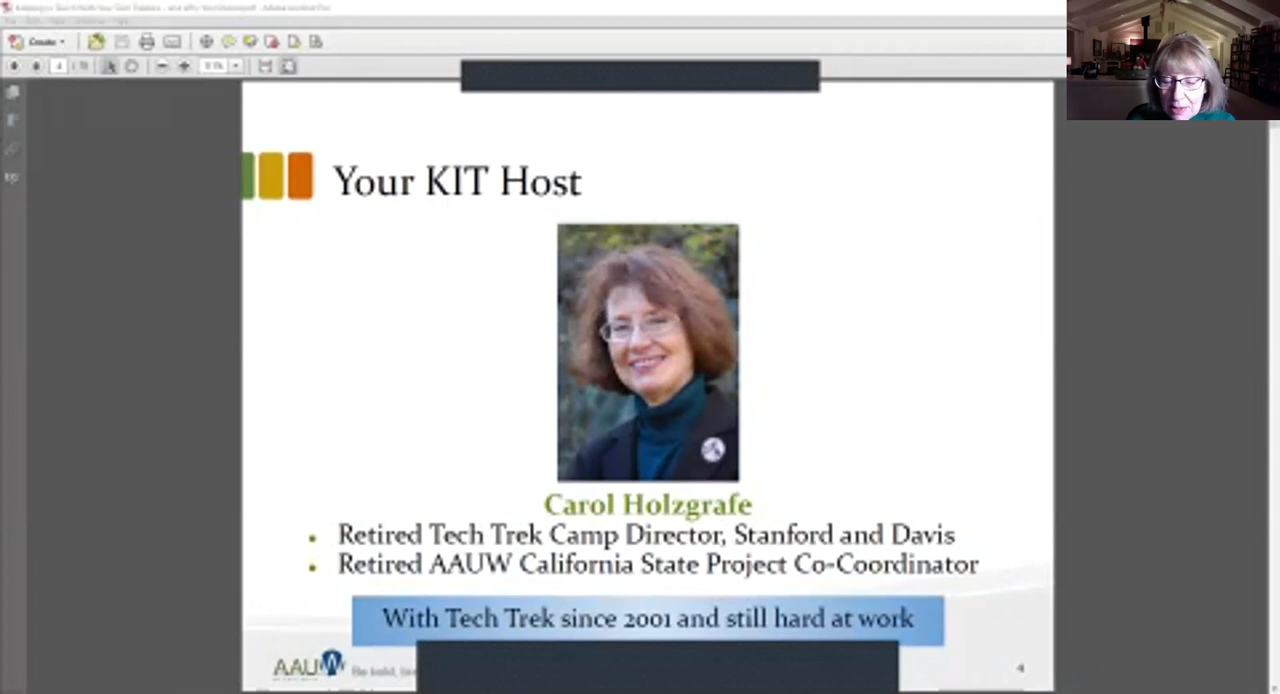 Create
Your KIT Host
Carol Holzgrafe
• Retired Tech Trek Camp Director, Stanford and Davis
• Retired AAUW California State Project Co-Coordinator
With Tech Trek since 2001 and still hard at work
AAUW
4